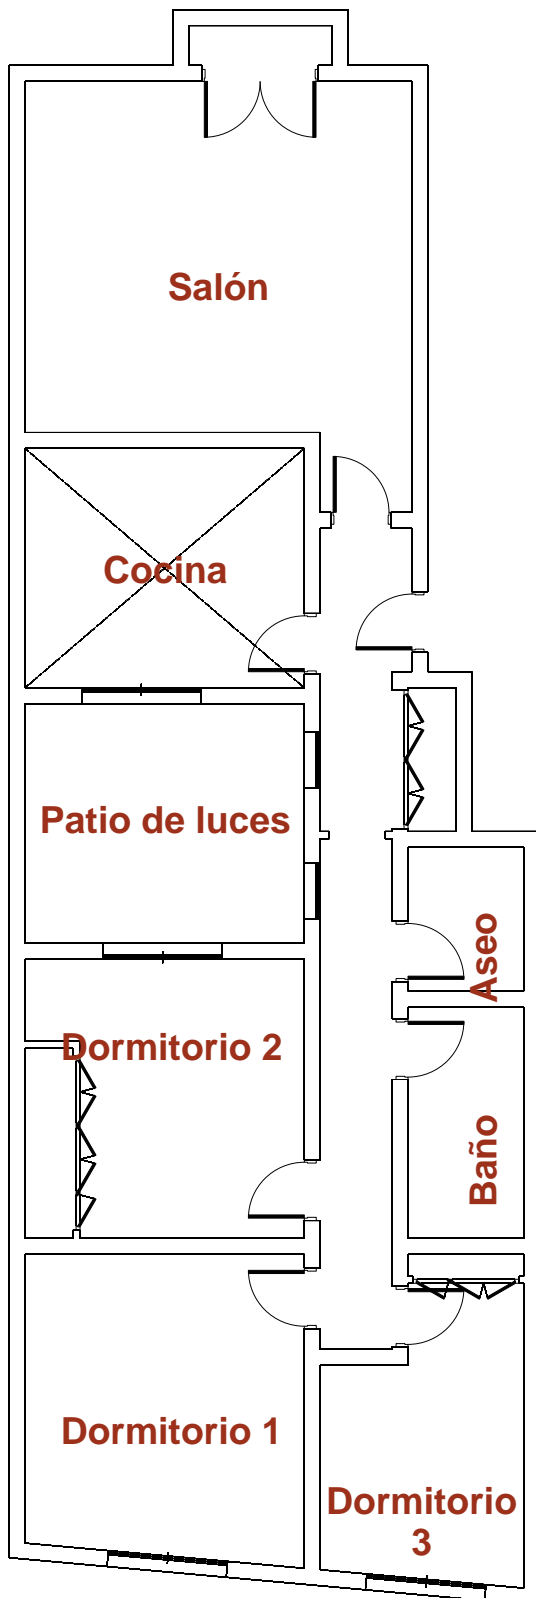 Salón
Cocina
Patio de luces
Aseo
Dormitorio 2
Baño
Dormitorio 1
Dormitorio
3